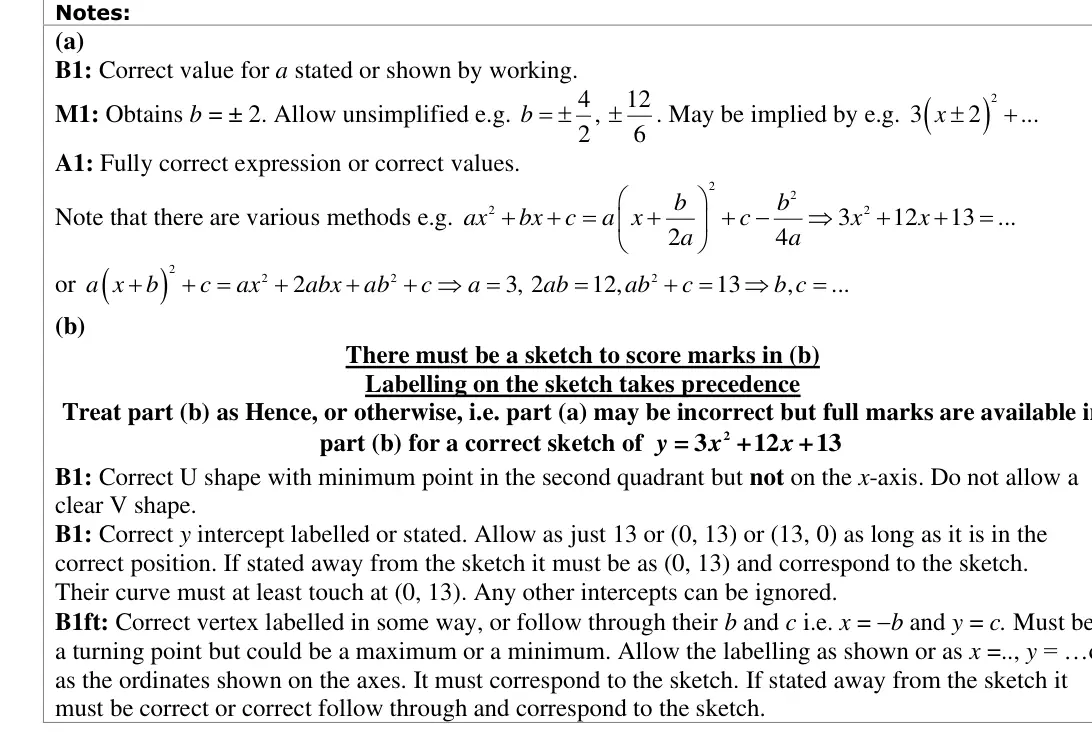 Notes:
(a)
B1: Correct value for a stated or shown by working.
M1: Obtains b = ± 2. Allow unsimplified e.g. b = ± 4/2, ± 12/6. May be implied by e.g. 3(x ± 2)² + ...
A1: Fully correct expression or correct values.
Note that there are various methods e.g. ax² + bx + c = a(x + b/2a)² + c − b²/4a ⇒ 3x² + 12x + 13 = ...
or a(x + b)² + c = ax² + 2abx + ab² + c ⇒ a = 3, 2ab = 12, ab² + c = 13 ⇒ b, c = ...
(b)
There must be a sketch to score marks in (b)
Labelling on the sketch takes precedence
Treat part (b) as Hence, or otherwise, i.e. part (a) may be incorrect but full marks are available
part (b) for a correct sketch of y = 3x² + 12x + 13
B1: Correct U shape with minimum point in the second quadrant but not on the x-axis. Do not allow a
clear V shape.
B1: Correct y intercept labelled or stated. Allow as just 13 or (0, 13) or (13, 0) as long as it is in the
correct position. If stated away from the sketch it must be as (0, 13) and correspond to the sketch.
Their curve must at least touch at (0, 13). Any other intercepts can be ignored.
B1ft: Correct vertex labelled in some way, or follow through their b and c i.e. x = −b and y = c. Must be
a turning point but could be a maximum or a minimum. Allow the labelling as shown or as x =.., y = …
as the ordinates shown on the axes. It must correspond to the sketch. If stated away from the sketch it
must be correct or correct follow through and correspond to the sketch.